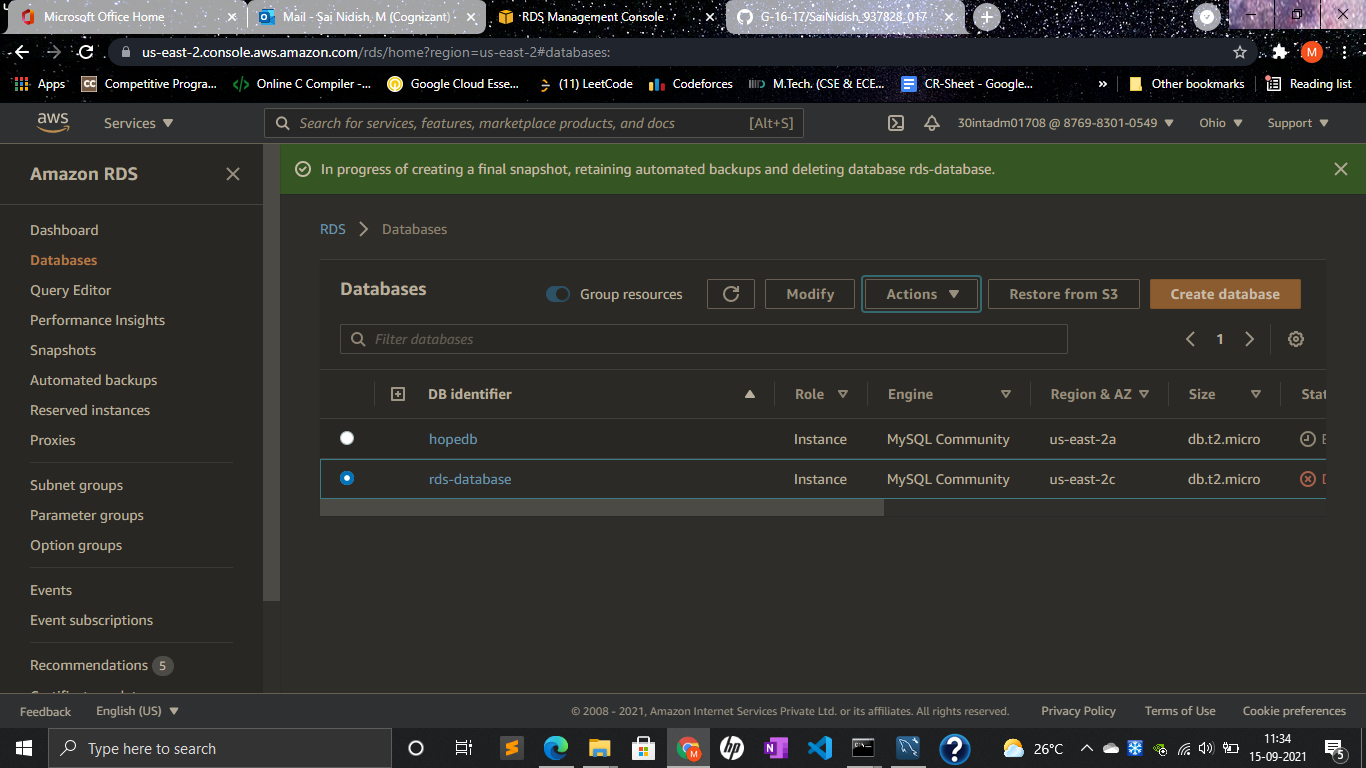 Microsoft Office Home
Mail - Sai Nidish, M (Cognizant)
RDS Management Console
G-16-17/SaiNidish_937828_017
us-east-2.console.aws.amazon.com/rds/home?region=us-east-2#databases:
M
Apps
CC
Competitive Progra...
Online C Compiler -...
Google Cloud Esse...
(11) LeetCode
Codeforces
M.Tech. (CSE & ECE...
CR-Sheet - Google...
»
Other bookmarks
Reading list
aws
Services
Search for services, features, marketplace products, and docs
[Alt+S]
30intadm01708 @ 8769-8301-0549
Ohio
Support
Amazon RDS
In progress of creating a final snapshot, retaining automated backups and deleting database rds-database.
Dashboard
Databases
Query Editor
Performance Insights
Snapshots
Automated backups
Reserved instances
Proxies
Subnet groups
Parameter groups
Option groups
Events
Event subscriptions
Recommendations 5
RDS
Databases
Databases
Group resources
Modify
Actions
Restore from S3
Create database
Filter databases
1
DB identifier
Role
Engine
Region & AZ
Size
Stat
hopedb
Instance
MySQL Community
us-east-2a
db.t2.micro
rds-database
Instance
MySQL Community
us-east-2c
db.t2.micro
Feedback
English (US)
© 2008 - 2021, Amazon Internet Services Private Ltd. or its affiliates. All rights reserved.
Privacy Policy
Terms of Use
Cookie preferences
Type here to search
26°C
11:34
15-09-2021
5